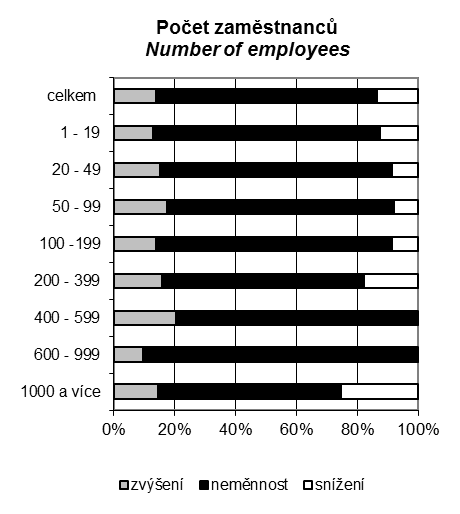 Počet zaměstnanců
Number of employees
celkem
1 - 19
20 - 49
50 - 99
100 -199
200 - 399
400 - 599
600 - 999
1000 a více
0% 20% 40% 60% 80% 100%
zvýšení neměnnost snížení